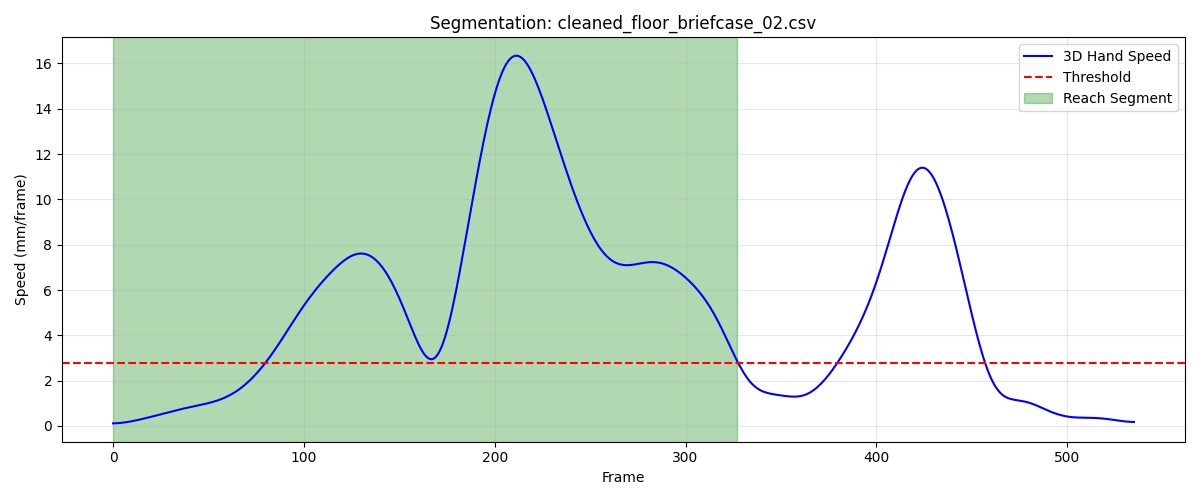 Segmentation: cleaned_floor_briefcase_02.csv
3D Hand Speed
Threshold
Reach Segment
Speed (mm/frame)
16
14
12
10
8
6
4
2
0
0 100 200 300 400 500
Frame